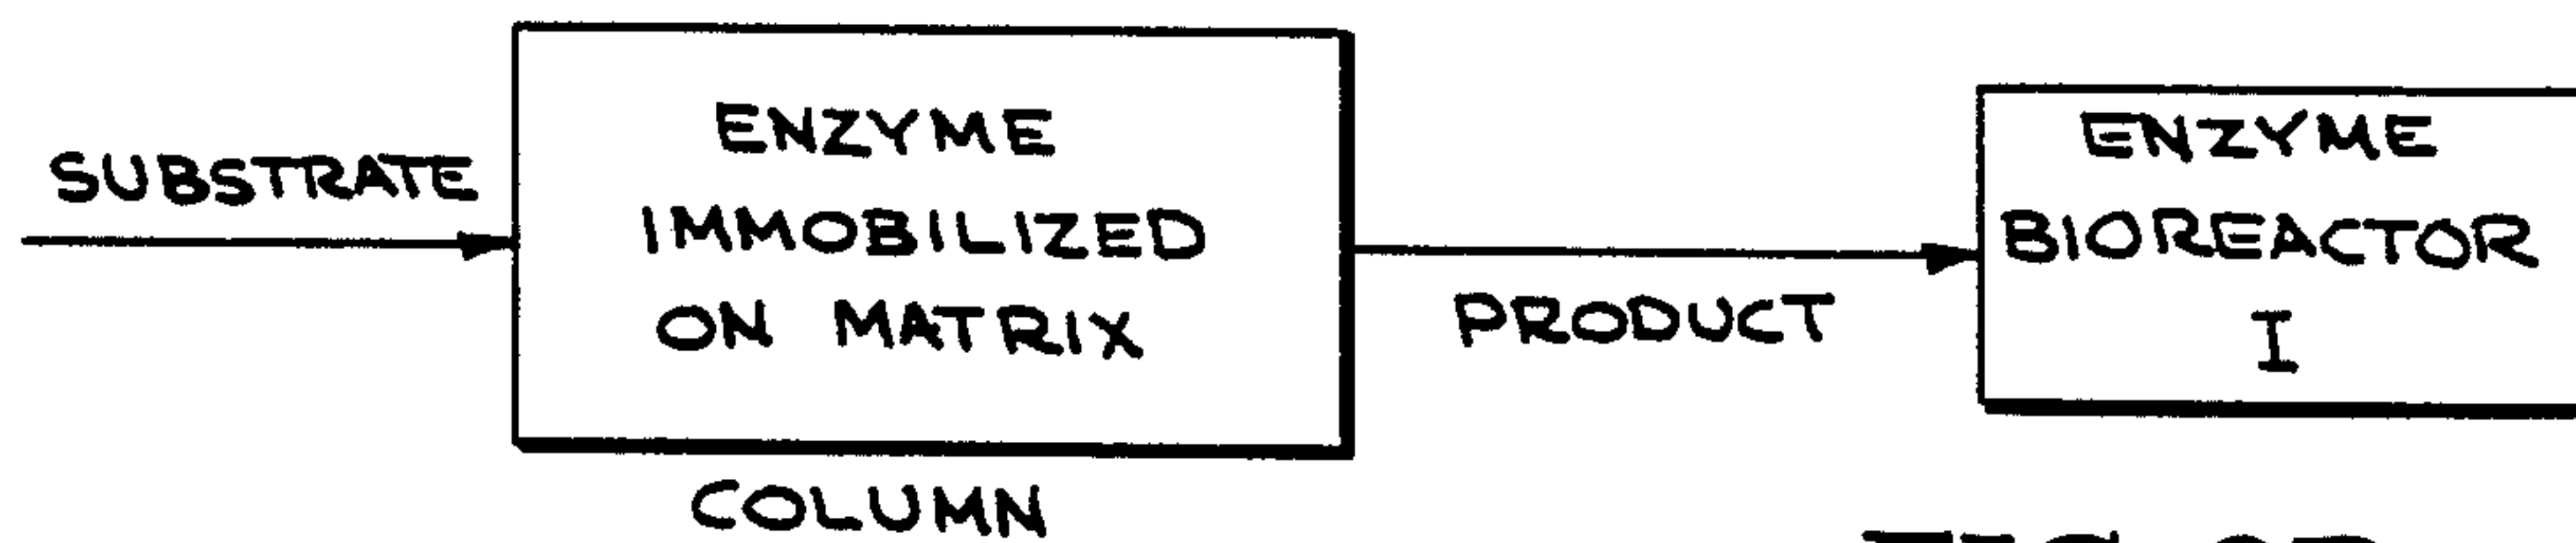 SUBSTRATE
ENZYME
IMMOBILIZED
ON MATRIX
COLUMN
PRODUCT
ENZYME
BIOREACTOR
I